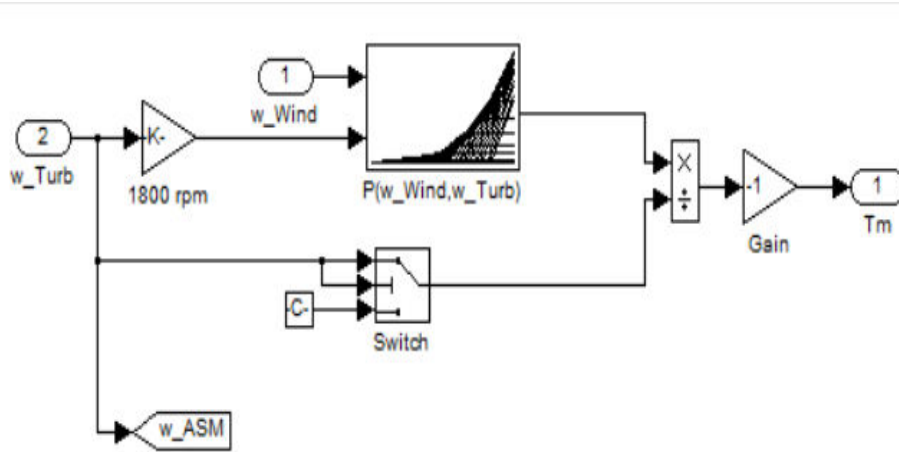 1
w_Wind
2
w_Turb
-K-
1800 rpm
P(w_Wind,w_Turb)
×
÷
-1
Gain
1
Tm
-C-
Switch
w_ASM